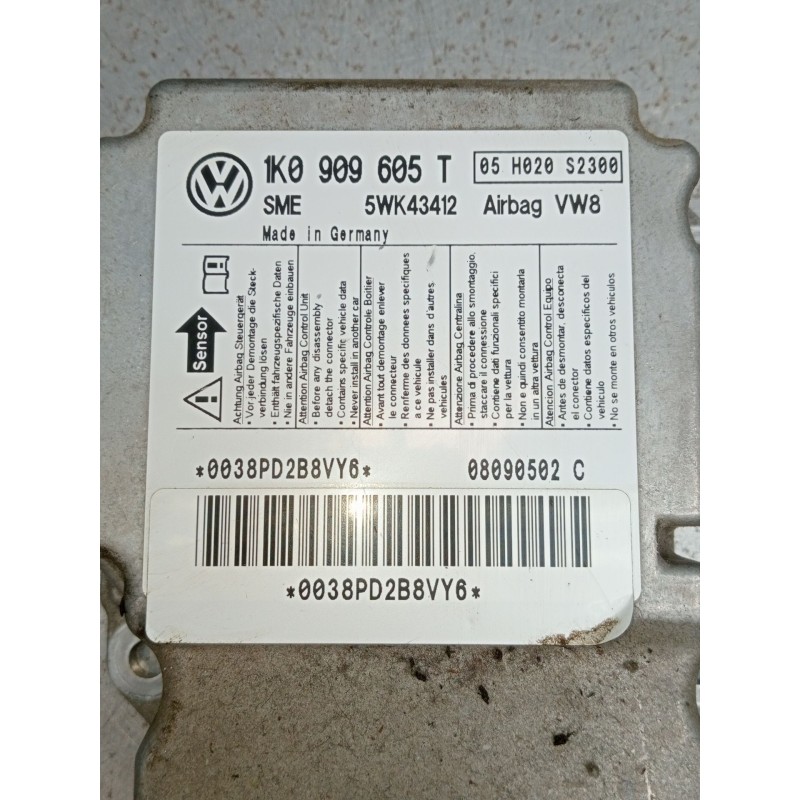 VW
1K0 909 605 T
05 H020 S2300
SME 5WK43412 Airbag VW8
Made in Germany
Sensor
Achtung Airbag Steuergerät
• Vor jeder Demontage die Steck-
verbindung lösen
• Enthält fahrzeugspezifische Daten
• Nie in andere Fahrzeuge einbauen
Attention Airbag Control Unit
• Before any disassembly
detach the connector
• Contains specific vehicle data
• Never install in another car
Attention Airbag Controle Boitier
• Avant tout demontage enlever
le connecteur
• Renferme des donnees specifiques
a ce vehicule
• Ne pas installer dans d'autres
vehicules
Attenzione Airbag Centralina
• Prima di procedere allo smontaggio,
staccare il connessione
• Contiene dati funzionali specifici
per la vettura
• Non e quindi consentito montarla
in un altra vettura
Atencion Airbag Control Equipo
• Antes de desmontar, desconecta
el conector
• Contiene datos especificos del
vehiculo
• No se monte en otros vehiculos
*0038PD2B8VY6* 08090502 C
*0038PD2B8VY6*